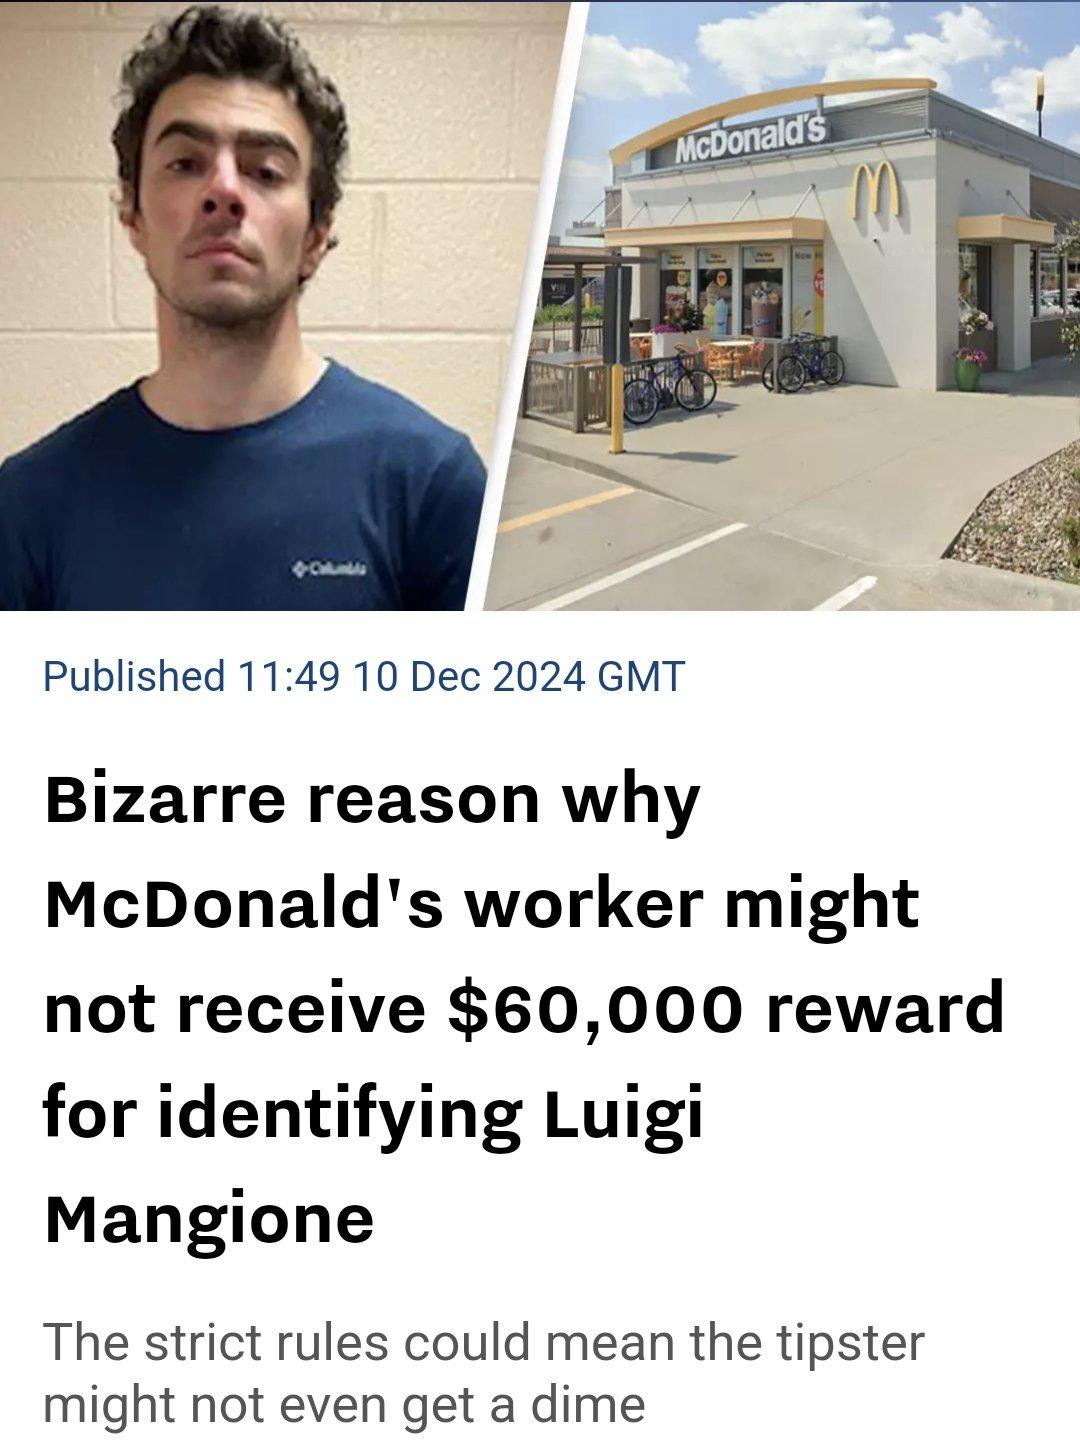 McDonald's
Columbia
Published 11:49 10 Dec 2024 GMT
Bizarre reason why
McDonald's worker might
not receive $60,000 reward
for identifying Luigi
Mangione
The strict rules could mean the tipster
might not even get a dime